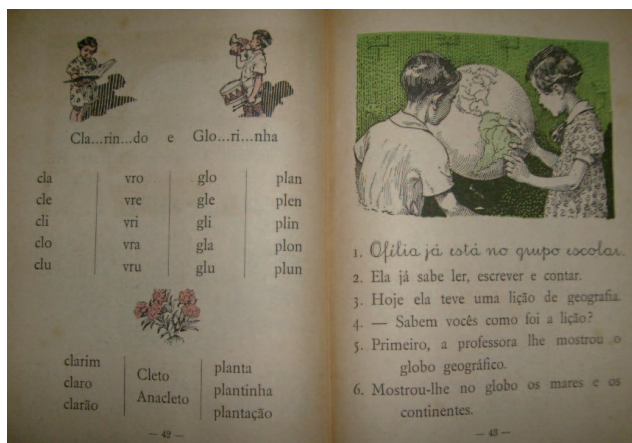 Cla...rin...do e Glo...ri...nha
cla vro glo plan
cle vre gle plen
cli vri gli plin
clo vra gla plon
clu vru glu plun
clarim
claro
clarão
Cleto
Anacleto
planta
plantinha
plantação
— 42 —
1. Ofélia já está no grupo escolar.
2. Ela já sabe ler, escrever e contar.
3. Hoje ela teve uma lição de geografia.
4. — Sabem vocês como foi a lição?
5. Primeiro, a professora lhe mostrou o
globo geográfico.
6. Mostrou-lhe no globo os mares e os
continentes.
— 43 —